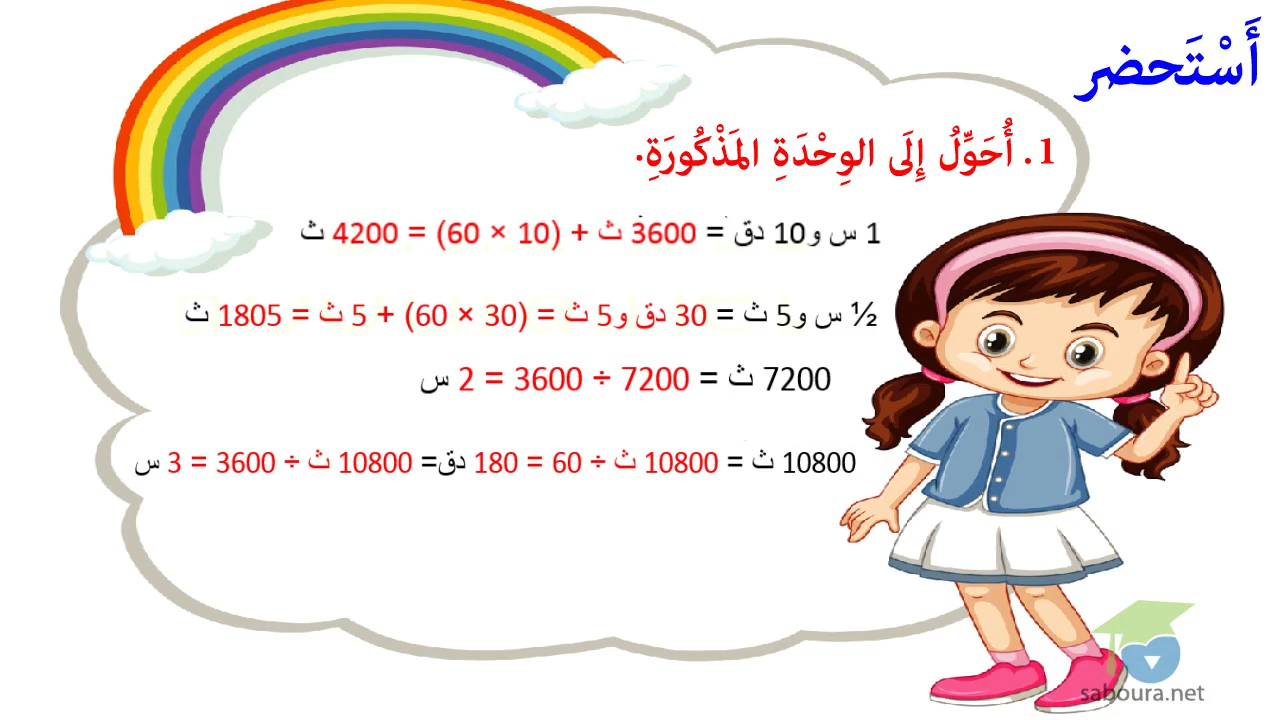 أَسْتَحضر
1. أُحَوِّلُ إِلَى الوِحْدَةِ المَذْكُورَةِ.
1 س و10 دق = 3600 ث + (10 × 60) = 4200 ث
½ س و5 ث = 30 دق و5 ث = (30 × 60) + 5 ث = 1805 ث
7200 ث = 7200 ÷ 3600 = 2 س
10800 ث = 10800 ث ÷ 60 = 180 دق= 10800 ث ÷ 3600 = 3 س
saboura.net